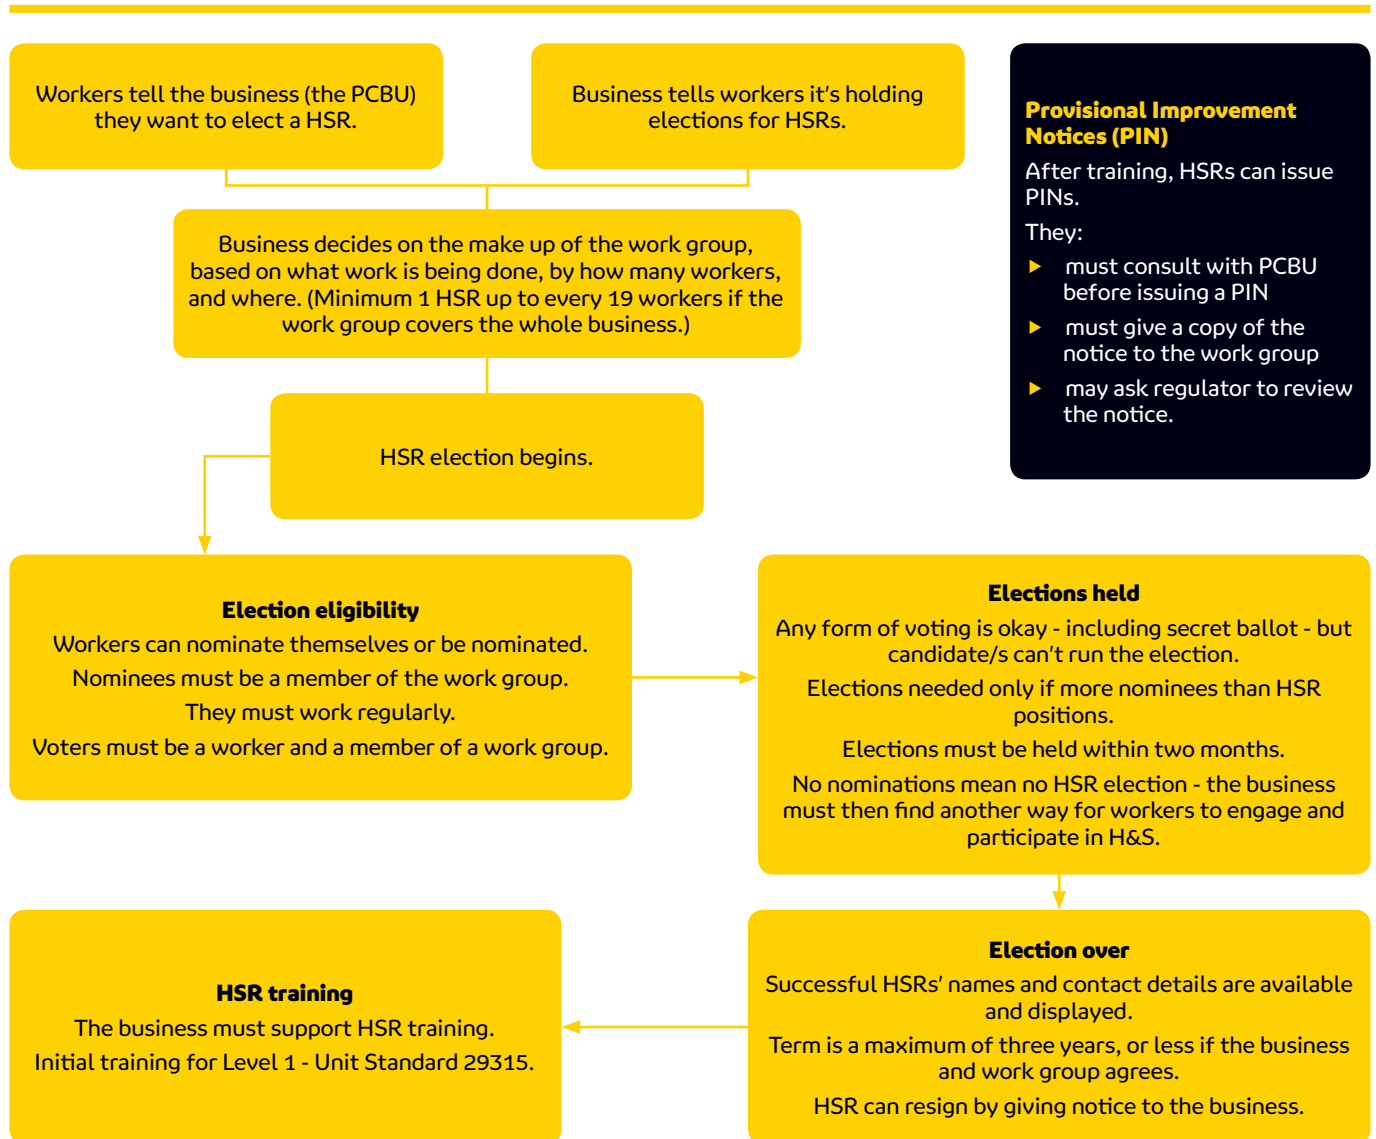 Workers tell the business (the PCBU)
they want to elect a HSR.
Business tells workers it's holding
elections for HSRs.
Provisional Improvement
Notices (PIN)
After training, HSRs can issue
PINs.
They:
▶ must consult with PCBU
before issuing a PIN
▶ must give a copy of the
notice to the work group
▶ may ask regulator to review
the notice.
Business decides on the make up of the work group,
based on what work is being done, by how many workers,
and where. (Minimum 1 HSR up to every 19 workers if the
work group covers the whole business.)
HSR election begins.
Election eligibility
Workers can nominate themselves or be nominated.
Nominees must be a member of the work group.
They must work regularly.
Voters must be a worker and a member of a work group.
Elections held
Any form of voting is okay - including secret ballot - but
candidate/s can't run the election.
Elections needed only if more nominees than HSR
positions.
Elections must be held within two months.
No nominations mean no HSR election - the business
must then find another way for workers to engage and
participate in H&S.
Election over
Successful HSRs' names and contact details are available
and displayed.
Term is a maximum of three years, or less if the business
and work group agrees.
HSR can resign by giving notice to the business.
HSR training
The business must support HSR training.
Initial training for Level 1 - Unit Standard 29315.